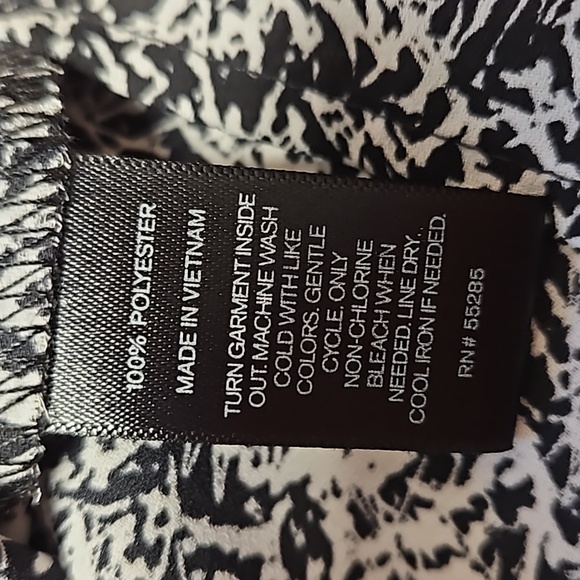 100% POLYESTER
MADE IN VIETNAM
TURN GARMENT INSIDE
OUT. MACHINE WASH
COLD WITH LIKE
COLORS. GENTLE
CYCLE. ONLY
NON-CHLORINE
BLEACH WHEN
NEEDED. LINE DRY.
COOL IRON IF NEEDED.
RN# 55285